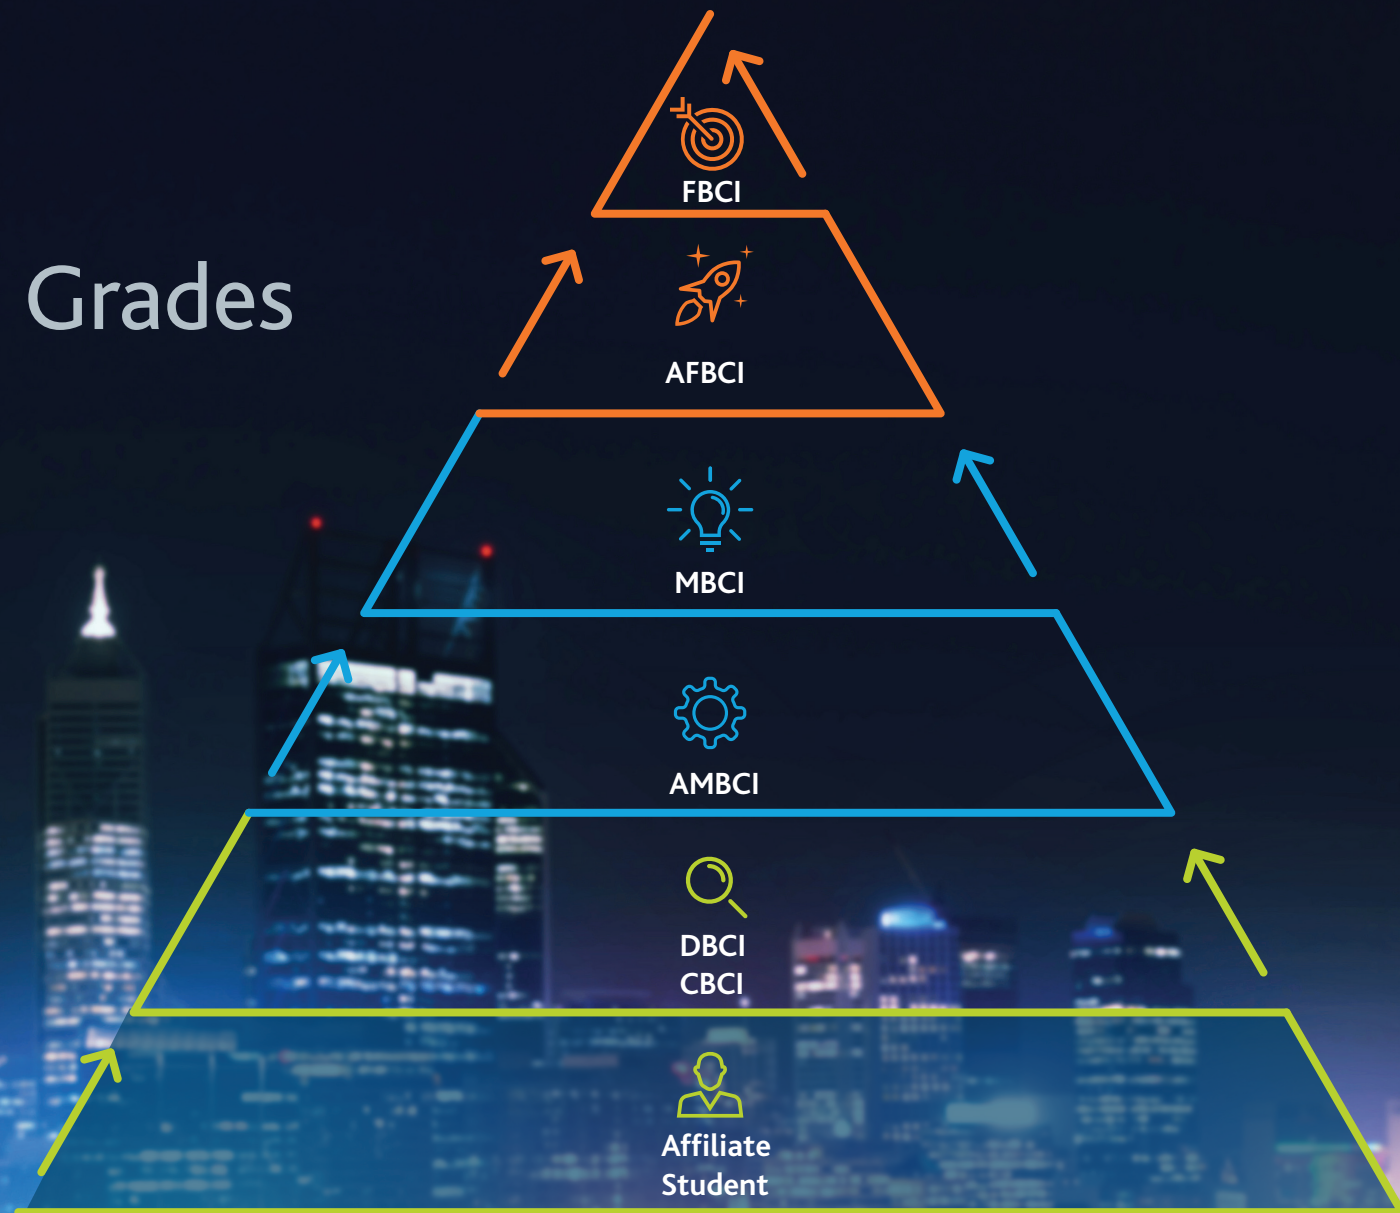 FBCI
Grades
AFBCI
MBCI
AMBCI
DBCI
CBCI
Affiliate
Student